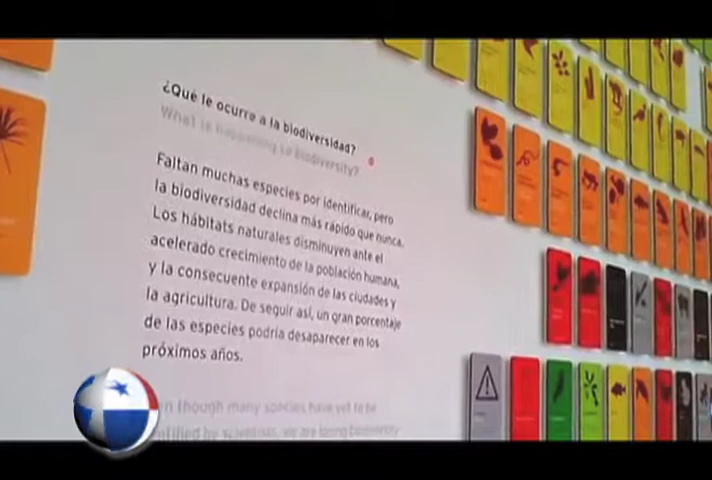 ¿Qué le ocurre a la biodiversidad?
What is happening to biodiversity?
Faltan muchas especies por identificar, pero
la biodiversidad declina más rápido que nunca.
Los hábitats naturales disminuyen ante el
acelerado crecimiento de la población humana,
y la consecuente expansión de las ciudades y
la agricultura. De seguir así, un gran porcentaje
de las especies podría desaparecer en los
próximos años.
though many species have yet to be
by scientists, we are losing biodiversity